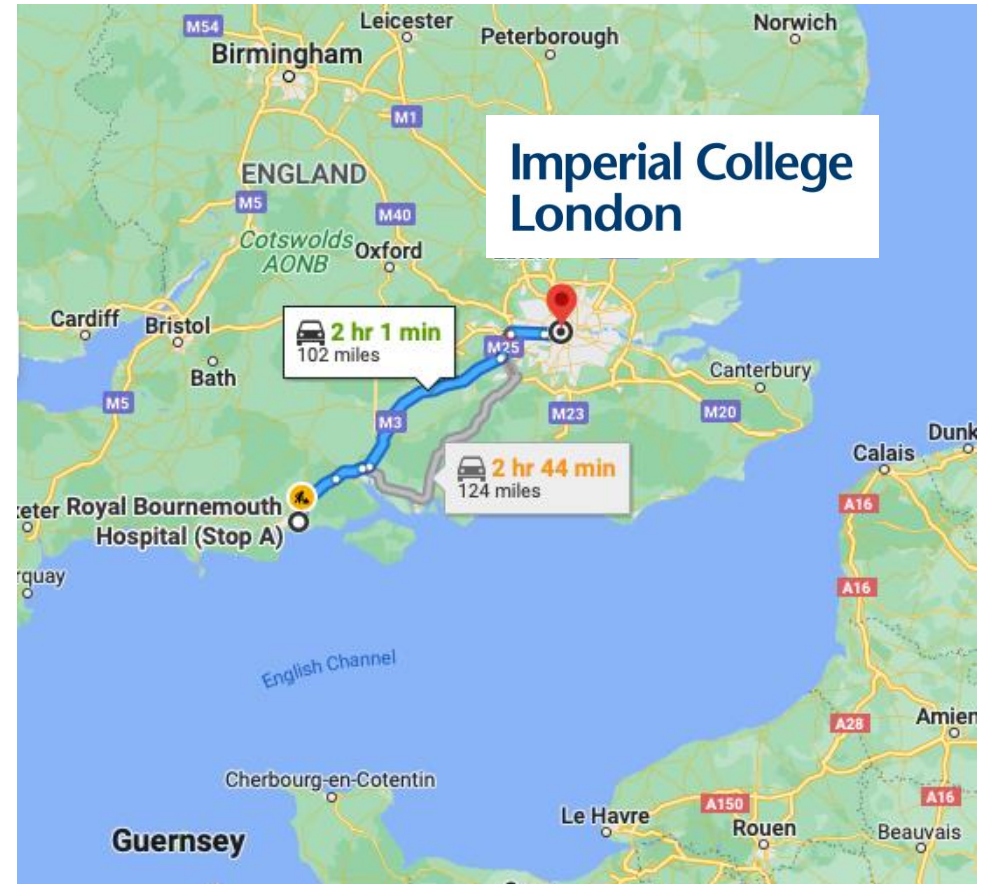 M54
Leicester
Peterborough
Norwich
Birmingham
M1
Imperial College
London
ENGLAND
M5
M40
Cotswolds
AONB
Oxford
Cardiff
Bristol
2 hr 1 min
102 miles
M25
Bath
Canterbury
M5
M3
M23
M20
Dunk
Calais
2 hr 44 min
124 miles
A16
eter
Royal Bournemouth
Hospital (Stop A)
rquay
A16
English Channel
A28
Amien
Cherbourg-en-Cotentin
A150
A16
Le Havre
Rouen
Beauvais
Guernsey